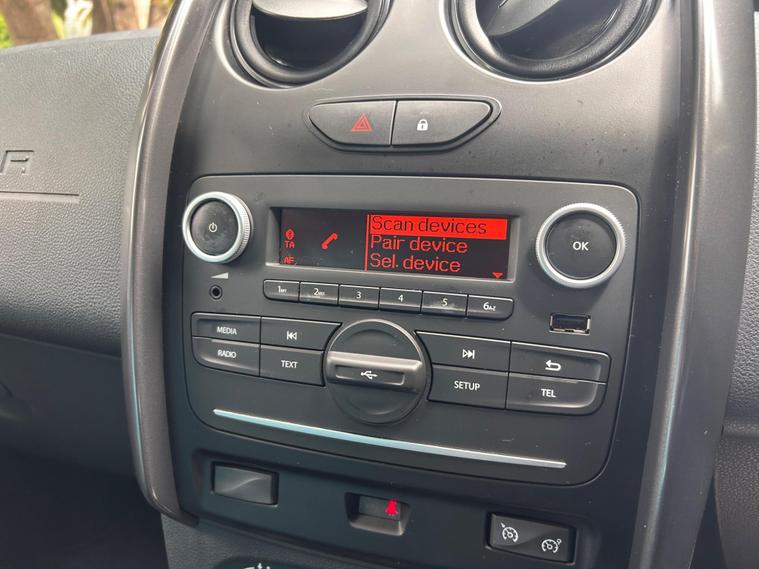 Scan devices
TA
Pair device
AF
Sel. device
OK
1 2 3 4 5 6
MEDIA
RADIO
TEXT
SETUP
TEL